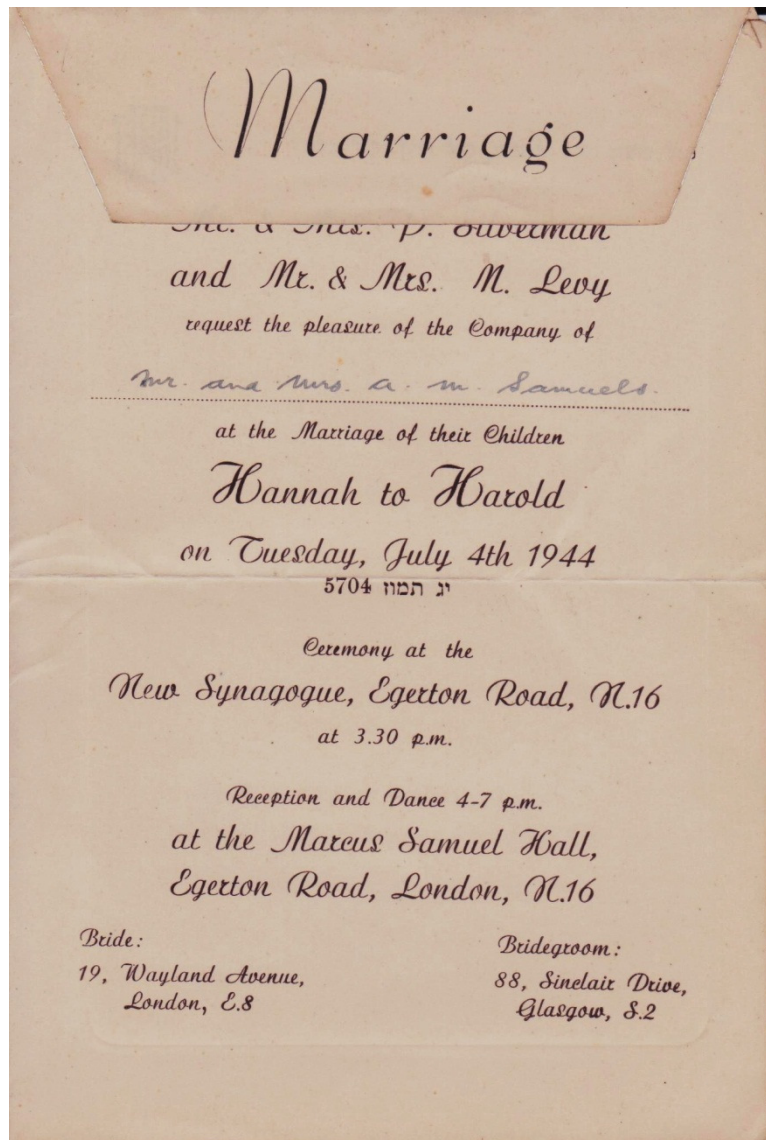 Marriage
Mr. & Mrs. P. Silverman
and Mr. & Mrs. M. Levy
request the pleasure of the Company of
Mr. and Mrs. A. M. Samuels.
at the Marriage of their Children
Hannah to Harold
on Tuesday, July 4th 1944
יג תמוז 5704
Ceremony at the
New Synagogue, Egerton Road, N.16
at 3.30 p.m.
Reception and Dance 4-7 p.m.
at the Marcus Samuel Hall,
Egerton Road, London, N.16
Bride:
19, Wayland Avenue,
London, E.8
Bridegroom:
88, Sinclair Drive,
Glasgow, S.2